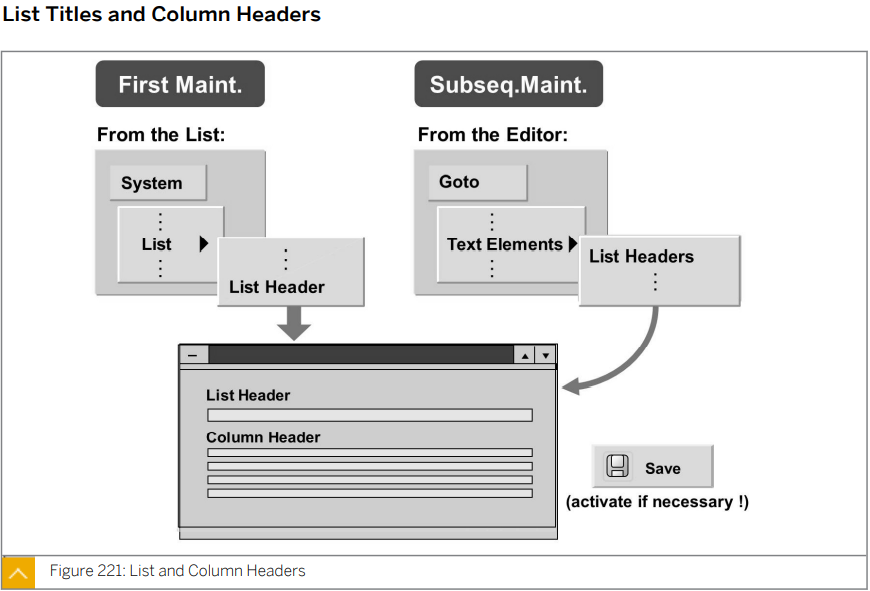 List Titles and Column Headers
First Maint.
Subseq.Maint.
From the List:
From the Editor:
System
Goto
List
Text Elements
List Header
List Headers
List Header
Column Header
Save
(activate if necessary !)
Figure 221: List and Column Headers